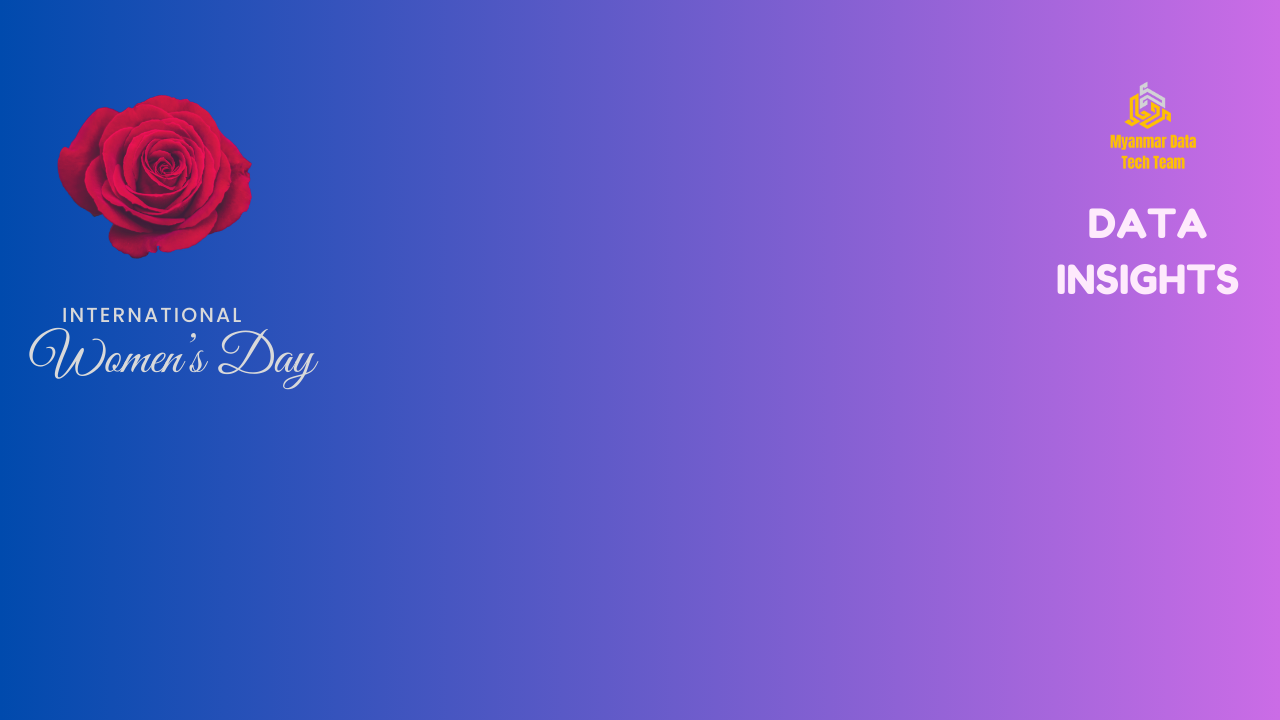 INTERNATIONAL
Women's Day
Myanmar Data
Tech Team
DATA
INSIGHTS